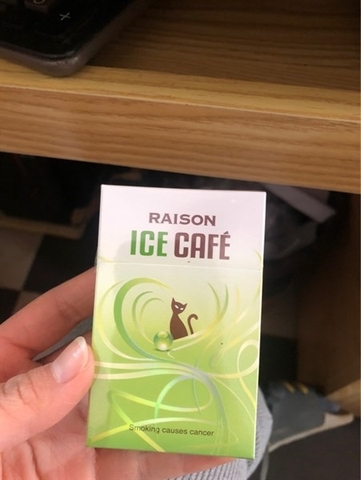 RAISON
ICE CAFÉ
Smoking causes cancer